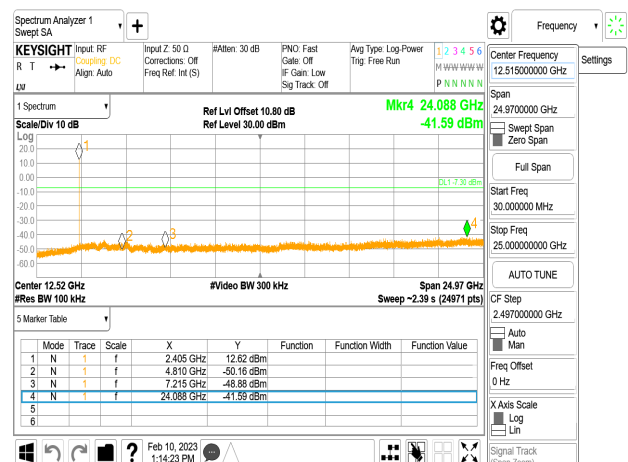 Spectrum Analyzer 1
Swept SA
Frequency
KEYSIGHT Input: RF
R T
Coupling: DC
Align: Auto
Input Z: 50 Ω
Corrections: Off
Freq Ref: Int (S)
#Atten: 30 dB
PNO: Fast
Gate: Off
IF Gain: Low
Sig Track: Off
Avg Type: Log-Power
Trig: Free Run
1 2 3 4 5 6
M W W W W W
P N N N N N
LXI
1 Spectrum
Scale/Div 10 dB
Ref Lvl Offset 10.80 dB
Ref Level 30.00 dBm
Mkr4 24.088 GHz
-41.59 dBm
Log
20.0
10.0
0.00
-10.0
-20.0
-30.0
-40.0
-50.0
-60.0
1
2
3
4
DL1 -7.30 dBm
Center 12.52 GHz
#Res BW 100 kHz
#Video BW 300 kHz
Span 24.97 GHz
Sweep ~2.39 s (24971 pts)
5 Marker Table
Mode Trace Scale X Y Function Function Width Function Value
1 N 1 f 2.405 GHz 12.62 dBm
2 N 1 f 4.810 GHz -50.16 dBm
3 N 1 f 7.215 GHz -48.88 dBm
4 N 1 f 24.088 GHz -41.59 dBm
5
6
Feb 10, 2023
1:14:23 PM
Center Frequency
12.515000000 GHz
Settings
Span
24.9700000 GHz
Swept Span
Zero Span
Full Span
Start Freq
30.000000 MHz
Stop Freq
25.000000000 GHz
AUTO TUNE
CF Step
2.497000000 GHz
Auto
Man
Freq Offset
0 Hz
X Axis Scale
Log
Lin
Signal Track
(Span Zoom)